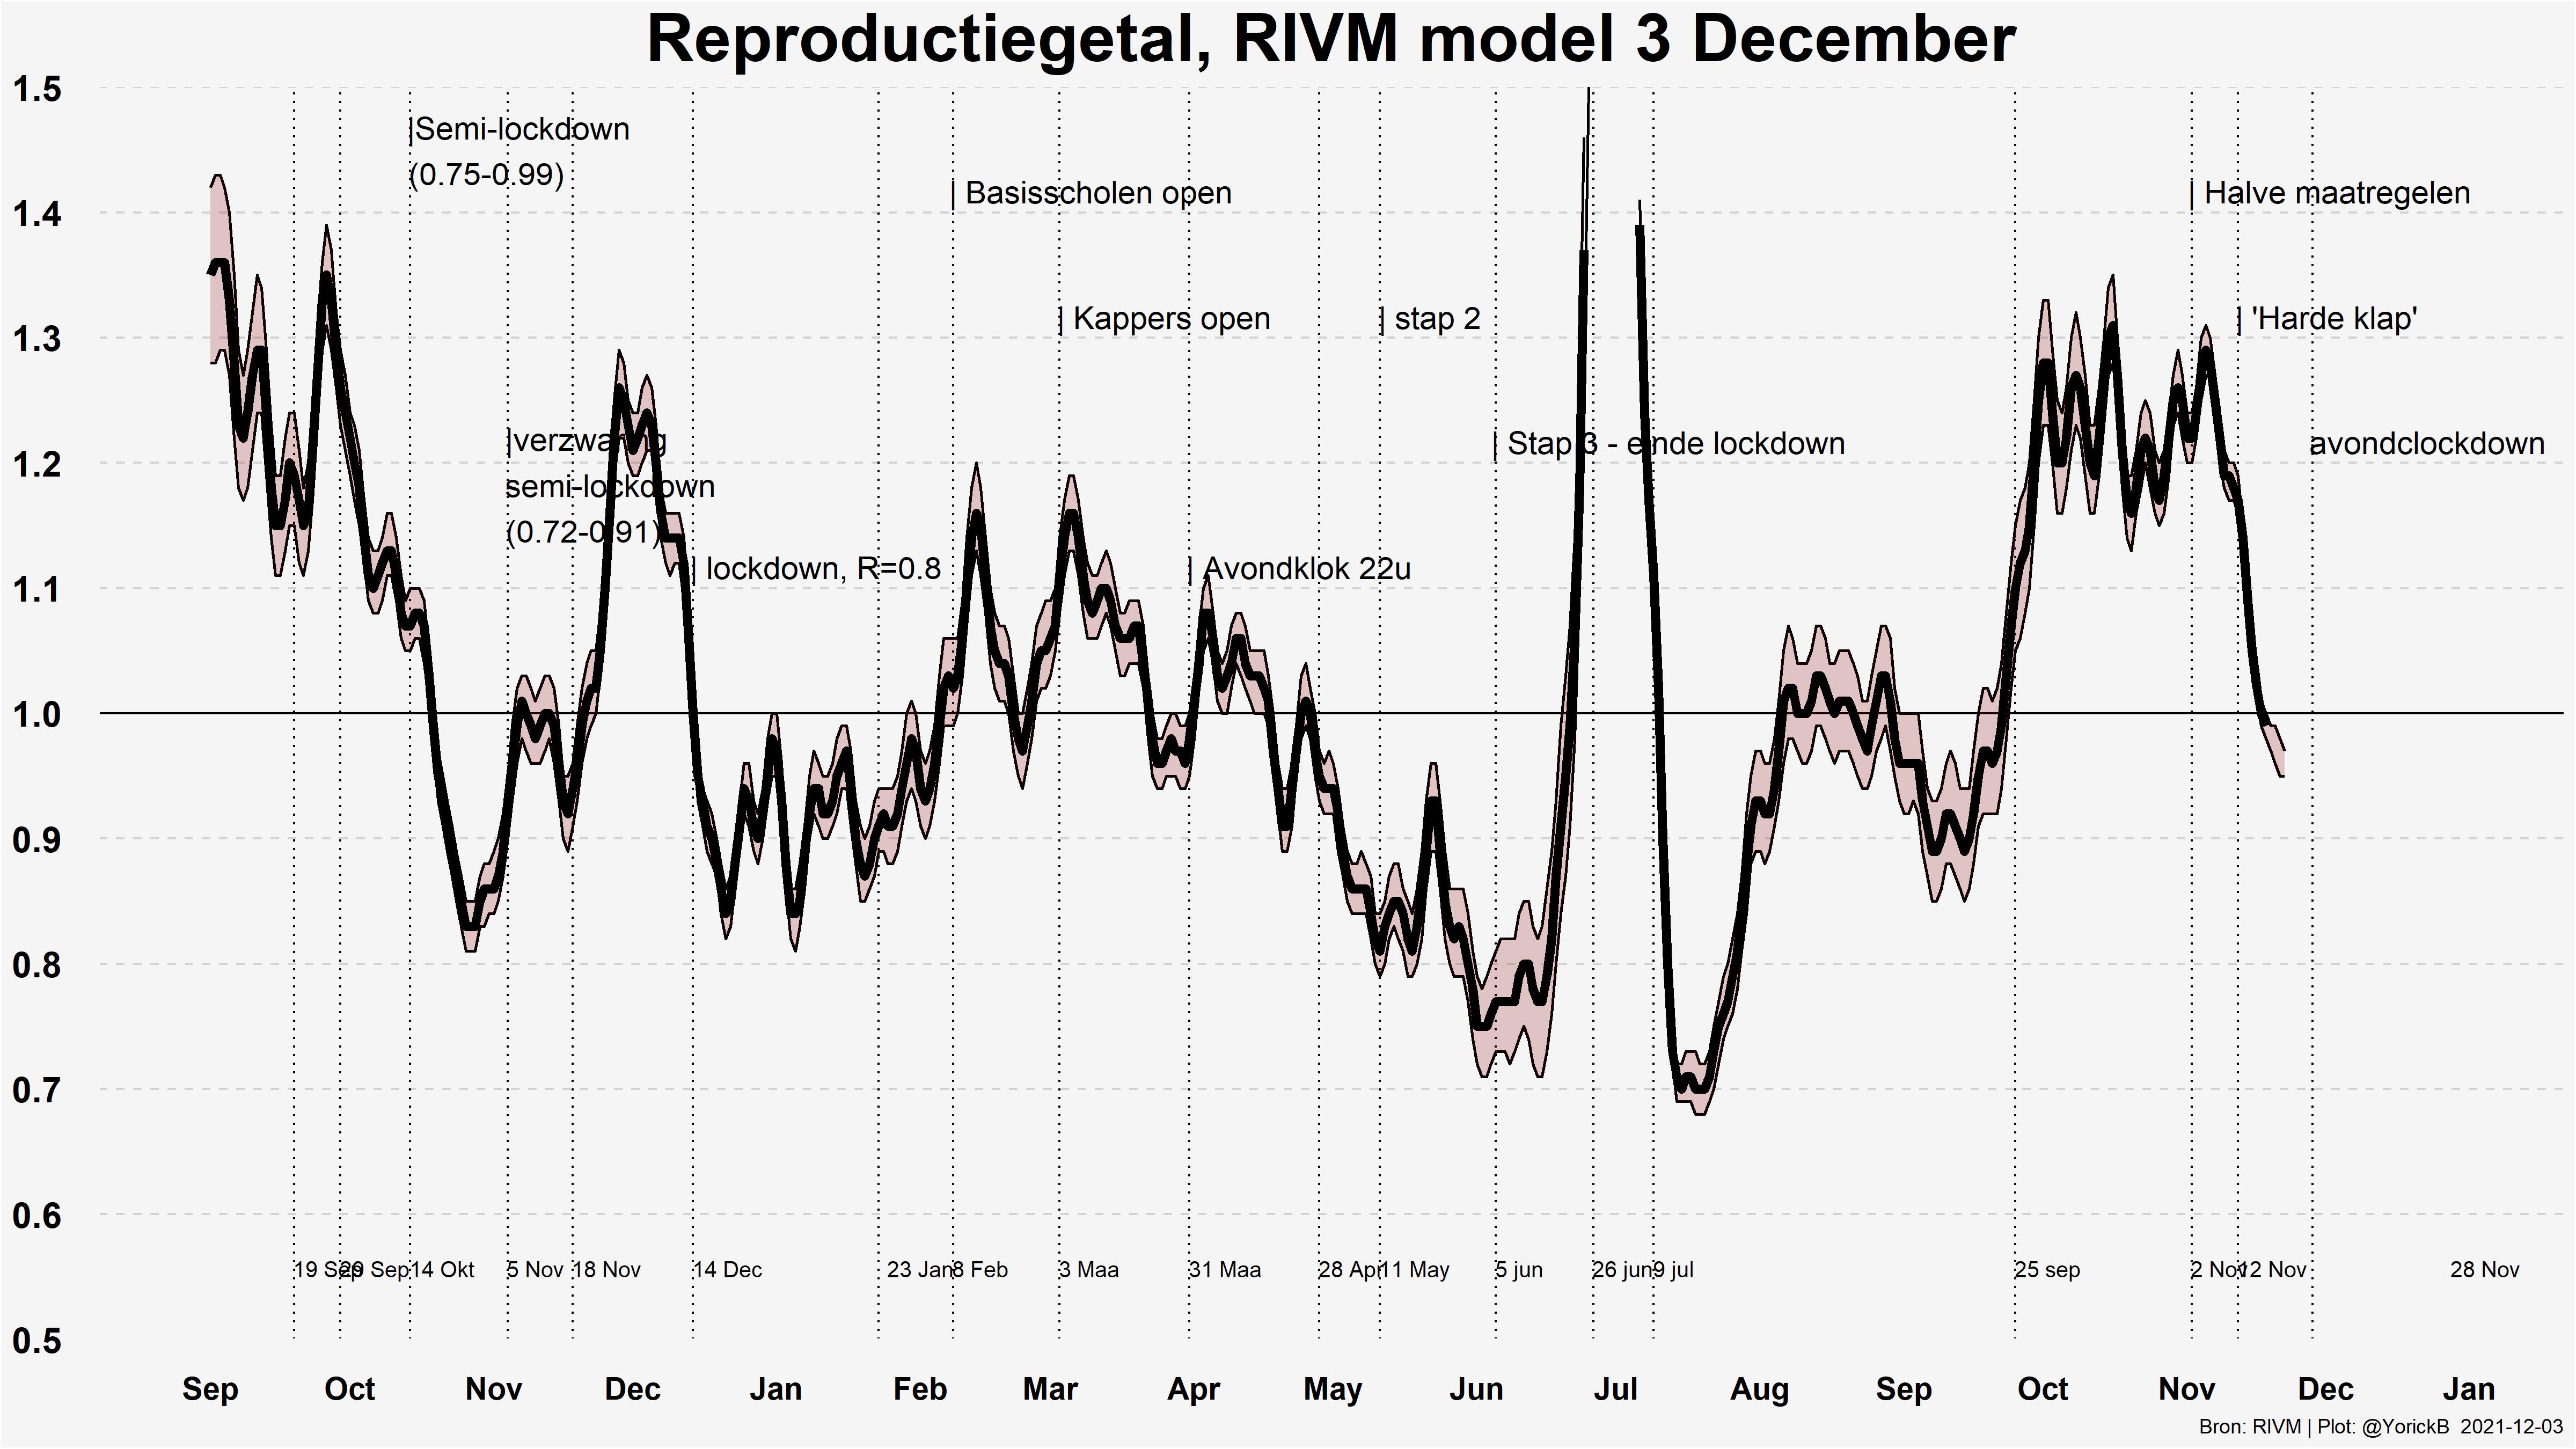 Reproductiegetal, RIVM model 3 December
1.5
1.4
1.3
1.2
1.1
1.0
0.9
0.8
0.7
0.6
0.5
|Semi-lockdown
(0.75-0.99)
| Basisscholen open
| Halve maatregelen
| Kappers open
| stap 2
| 'Harde klap'
|verzwaring
semi-lockdown
(0.72-0.91)
| Stap 3 - einde lockdown
avondclockdown
| lockdown, R=0.8
| Avondklok 22u
19 Sep
29 Sep
14 Okt
5 Nov
18 Nov
14 Dec
23 Jan
8 Feb
3 Maa
31 Maa
28 Apr
11 May
5 jun
26 jun
9 jul
25 sep
2 Nov
12 Nov
28 Nov
Sep Oct Nov Dec Jan Feb Mar Apr May Jun Jul Aug Sep Oct Nov Dec Jan
Bron: RIVM | Plot: @YorickB 2021-12-03